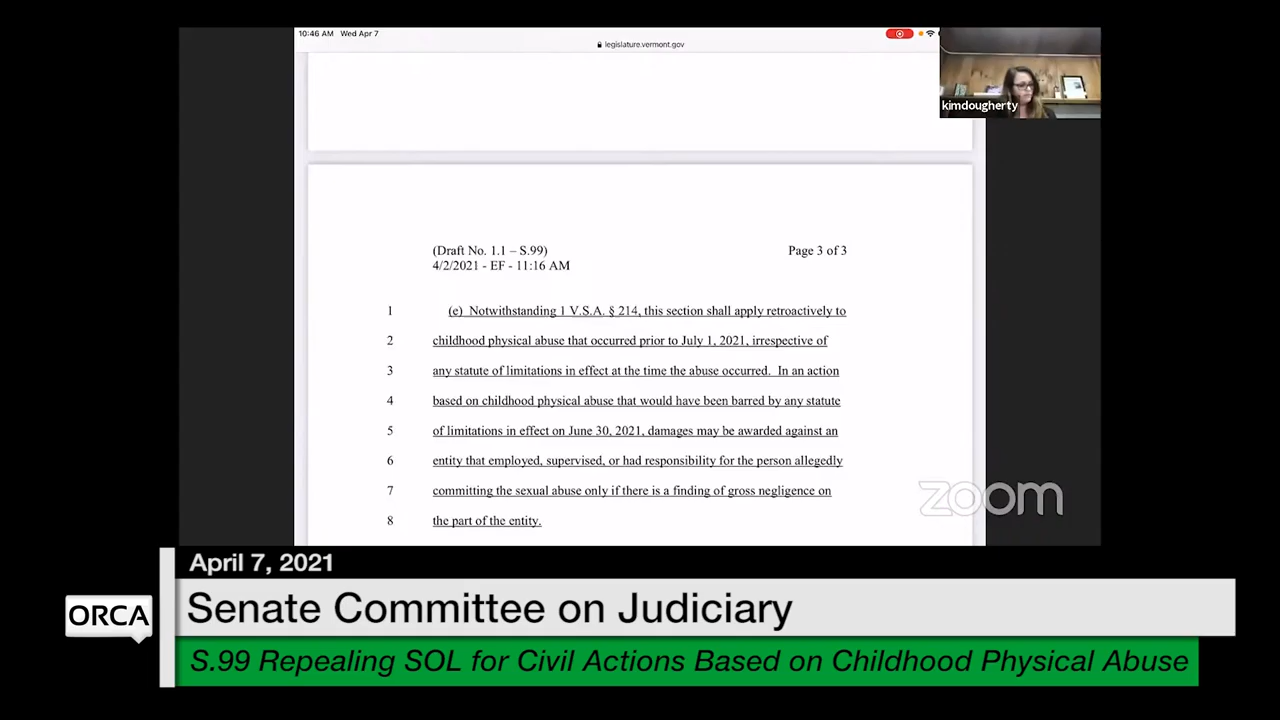 10:46 AM Wed Apr 7
legislature.vermont.gov
kimdougherty
(Draft No. 1.1 – S.99) Page 3 of 3
4/2/2021 - EF - 11:16 AM
1 (e) Notwithstanding 1 V.S.A. § 214, this section shall apply retroactively to
2 childhood physical abuse that occurred prior to July 1, 2021, irrespective of
3 any statute of limitations in effect at the time the abuse occurred. In an action
4 based on childhood physical abuse that would have been barred by any statute
5 of limitations in effect on June 30, 2021, damages may be awarded against an
6 entity that employed, supervised, or had responsibility for the person allegedly
7 committing the sexual abuse only if there is a finding of gross negligence on
8 the part of the entity.
zoom
April 7, 2021
ORCA
Senate Committee on Judiciary
S.99 Repealing SOL for Civil Actions Based on Childhood Physical Abuse